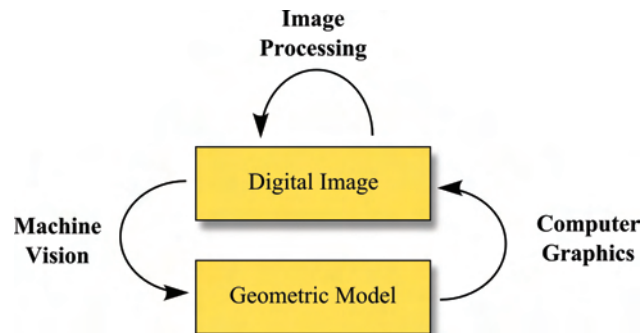 Image
Processing
Digital Image
Machine
Vision
Computer
Graphics
Geometric Model